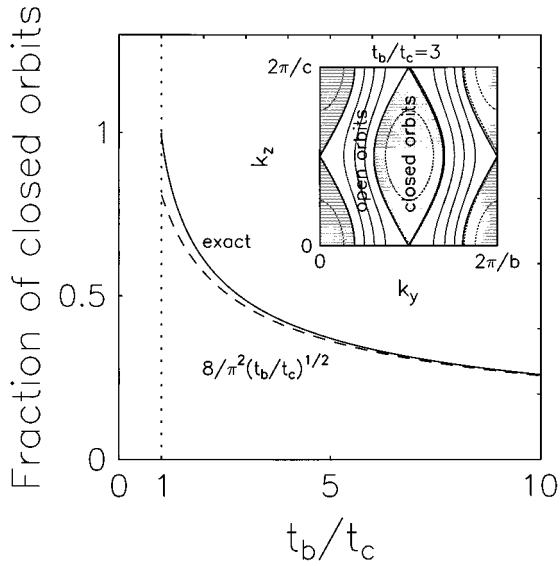 Fraction of closed orbits
1
0.5
0
0
1
5
10
t_b/t_c
exact
8/π²(t_b/t_c)^{1/2}
t_b/t_c=3
2π/c
k_z
0
open orbits
closed orbits
0
2π/b
k_y